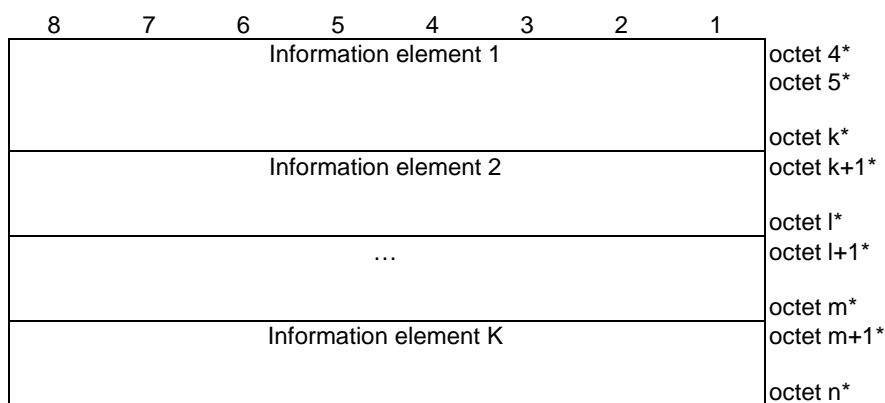 8 7 6 5 4 3 2 1
Information element 1 octet 4*
octet 5*
octet k*
Information element 2 octet k+1*
octet l*
… octet l+1*
octet m*
Information element K octet m+1*
octet n*